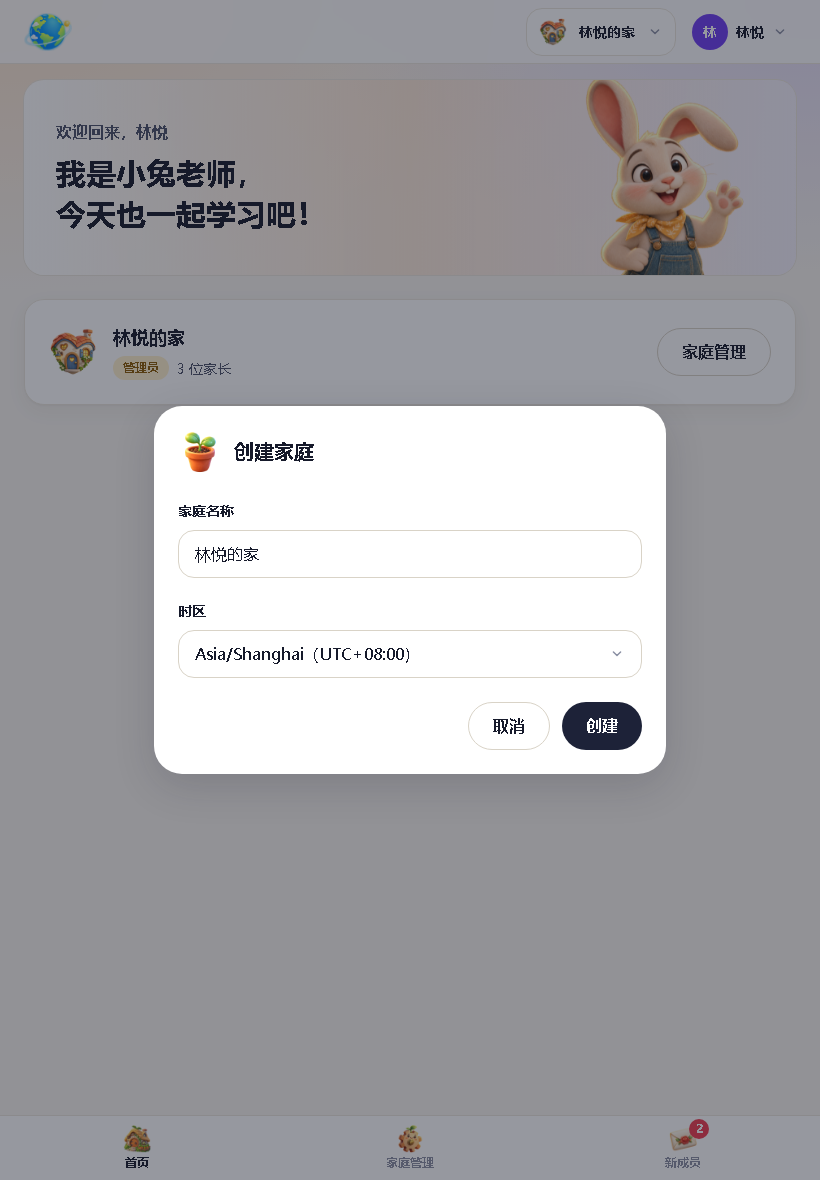 林悦的家
林
林悦
欢迎回来，林悦
我是小兔老师，
今天也一起学习吧！
林悦的家
管理员
3 位家长
家庭管理
创建家庭
家庭名称
林悦的家
时区
Asia/Shanghai（UTC+08:00）
取消
创建
首页
家庭管理
2
新成员